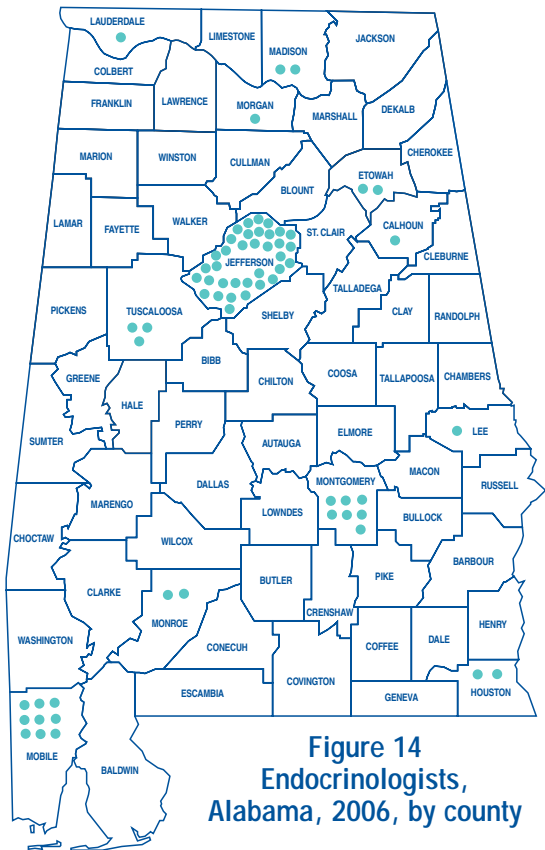 LAUDERDALE
LIMESTONE
MADISON
JACKSON
COLBERT
FRANKLIN
LAWRENCE
MORGAN
MARSHALL
DEKALB
CHEROKEE
MARION
WINSTON
CULLMAN
BLOUNT
ETOWAH
LAMAR
FAYETTE
WALKER
JEFFERSON
ST. CLAIR
CALHOUN
CLEBURNE
PICKENS
TUSCALOOSA
SHELBY
TALLADEGA
CLAY
RANDOLPH
GREENE
HALE
BIBB
CHILTON
COOSA
TALLAPOOSA
CHAMBERS
SUMTER
PERRY
AUTAUGA
ELMORE
LEE
MARENGO
DALLAS
LOWNDES
MONTGOMERY
MACON
RUSSELL
BULLOCK
CHOCTAW
WILCOX
CLARKE
BUTLER
CRENSHAW
PIKE
BARBOUR
WASHINGTON
MONROE
CONECUH
COFFEE
DALE
HENRY
ESCAMBIA
COVINGTON
GENEVA
HOUSTON
MOBILE
BALDWIN
Figure 14
Endocrinologists,
Alabama, 2006, by county